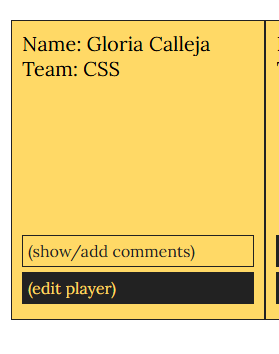 Name: Gloria Calleja
Team: CSS
(show/add comments)
(edit player)